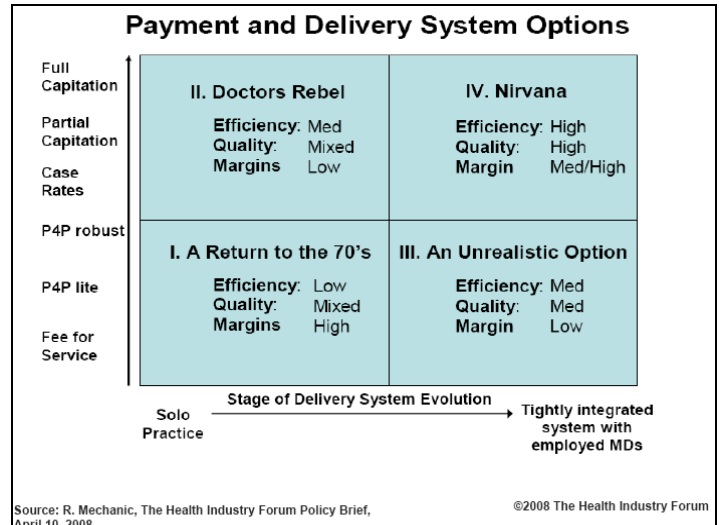 Payment and Delivery System Options
Full
Capitation
Partial
Capitation
Case
Rates
P4P robust
P4P lite
Fee for
Service
II. Doctors Rebel
Efficiency: Med
Quality: Mixed
Margins Low
IV. Nirvana
Efficiency: High
Quality: High
Margin Med/High
I. A Return to the 70's
Efficiency: Low
Quality: Mixed
Margins High
III. An Unrealistic Option
Efficiency: Med
Quality: Med
Margin Low
Stage of Delivery System Evolution
Solo
Practice
Tightly integrated
system with
employed MDs
Source: R. Mechanic, The Health Industry Forum Policy Brief,
April 10, 2008
©2008 The Health Industry Forum